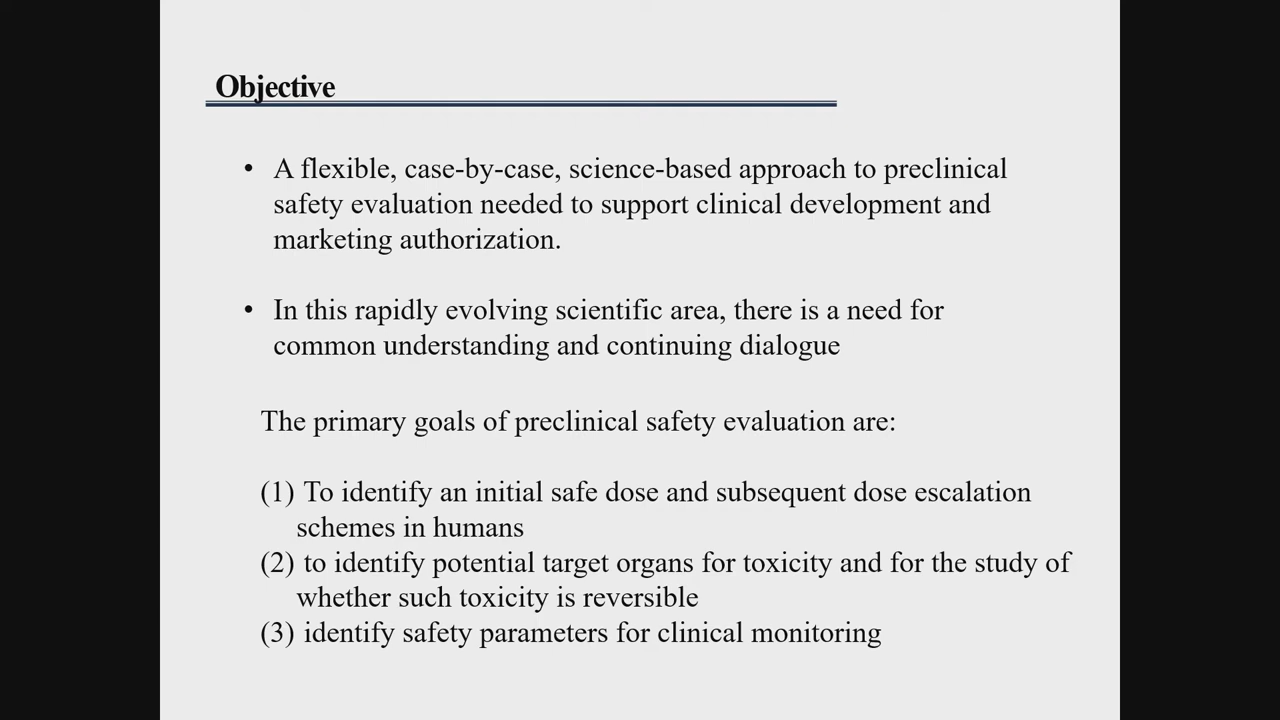 Objective
• A flexible, case-by-case, science-based approach to preclinical
safety evaluation needed to support clinical development and
marketing authorization.
• In this rapidly evolving scientific area, there is a need for
common understanding and continuing dialogue
The primary goals of preclinical safety evaluation are:
(1) To identify an initial safe dose and subsequent dose escalation
schemes in humans
(2) to identify potential target organs for toxicity and for the study of
whether such toxicity is reversible
(3) identify safety parameters for clinical monitoring